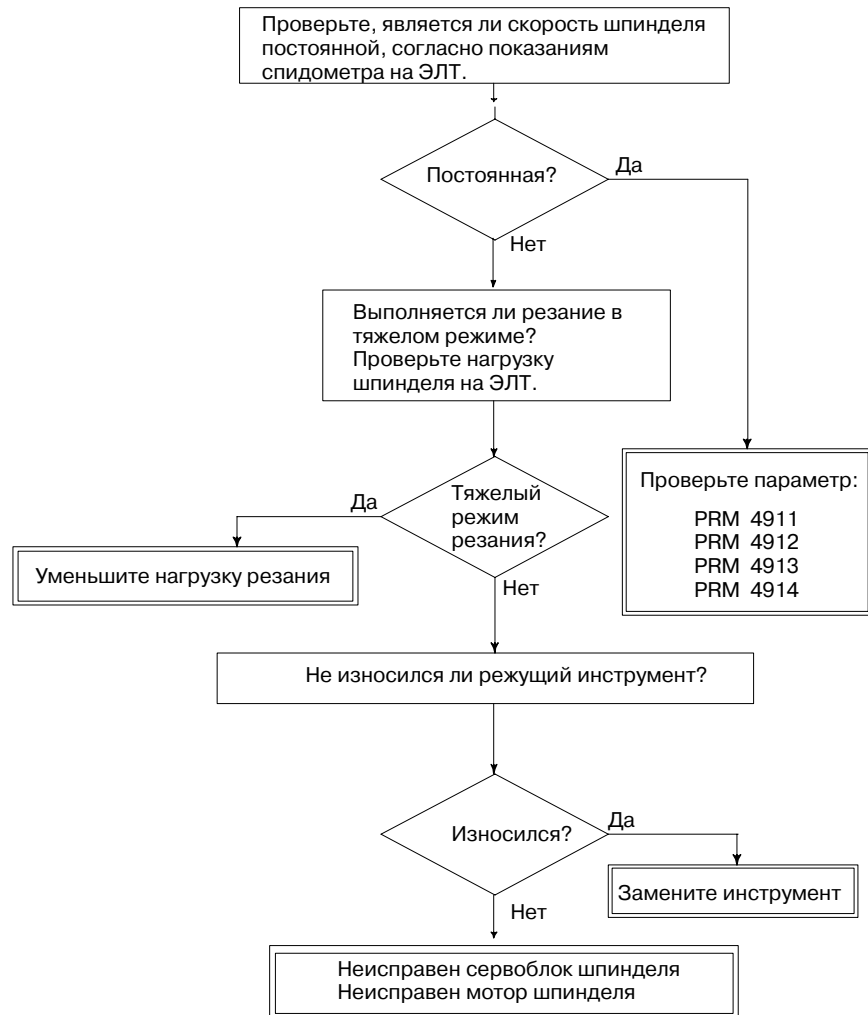 Проверьте, является ли скорость шпинделя
постоянной, согласно показаниям
спидометра на ЭЛТ.
Постоянная?
Да
Нет
Выполняется ли резание в
тяжелом режиме?
Проверьте нагрузку
шпинделя на ЭЛТ.
Проверьте параметр:
PRM 4911
PRM 4912
PRM 4913
PRM 4914
Да
Тяжелый
режим
резания?
Нет
Уменьшите нагрузку резания
Не износился ли режущий инструмент?
Износился?
Да
Замените инструмент
Нет
Неисправен сервоблок шпинделя
Неисправен мотор шпинделя